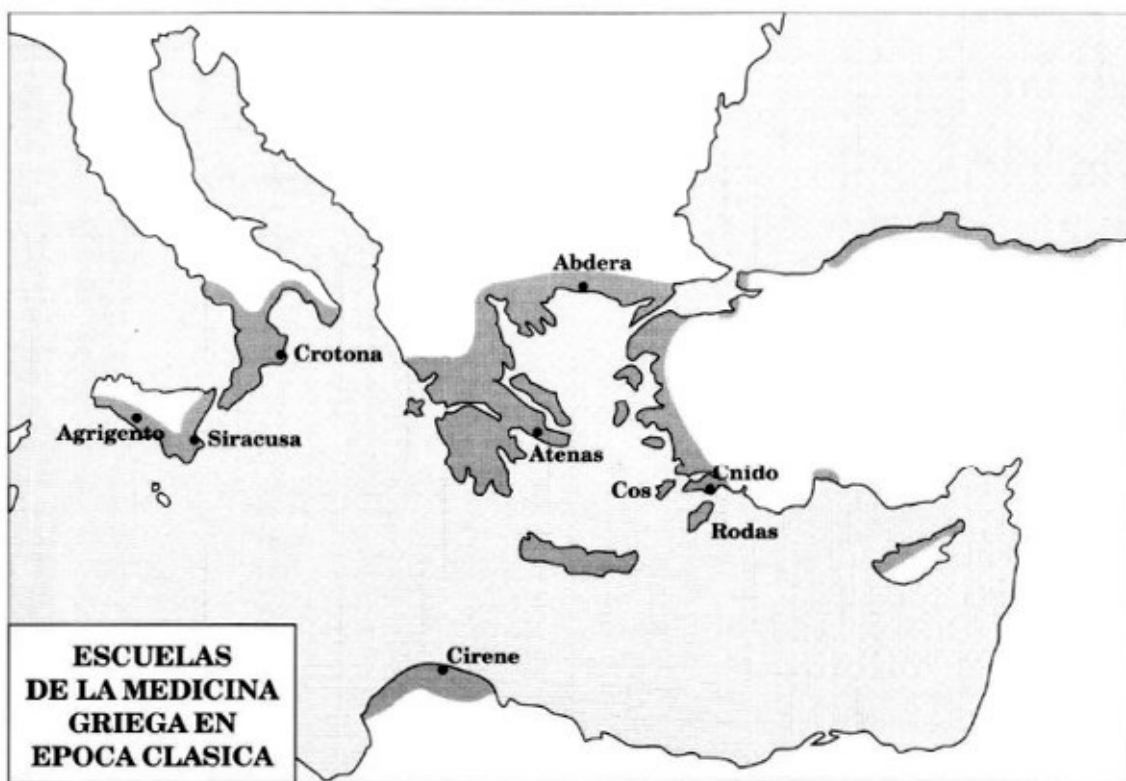 Abdera
Crotona
Agrigento
Siracusa
Atenas
Cnido
Cos
Rodas
Cirene
ESCUELAS
DE LA MEDICINA
GRIEGA EN
EPOCA CLASICA